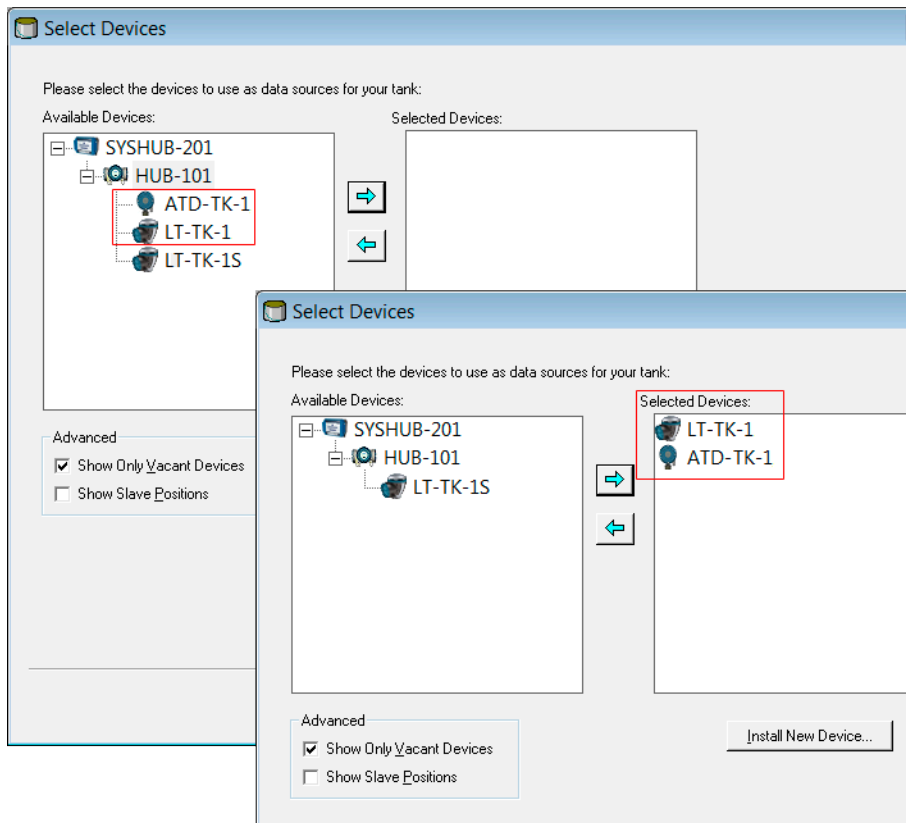 Select Devices
Please select the devices to use as data sources for your tank:
Available Devices:
Selected Devices:
SYSHUB-201
HUB-101
ATD-TK-1
LT-TK-1
LT-TK-1S
Advanced
Show Only Vacant Devices
Show Slave Positions
Select Devices
Please select the devices to use as data sources for your tank:
Available Devices:
Selected Devices:
SYSHUB-201
HUB-101
LT-TK-1S
LT-TK-1
ATD-TK-1
Advanced
Show Only Vacant Devices
Show Slave Positions
Install New Device...